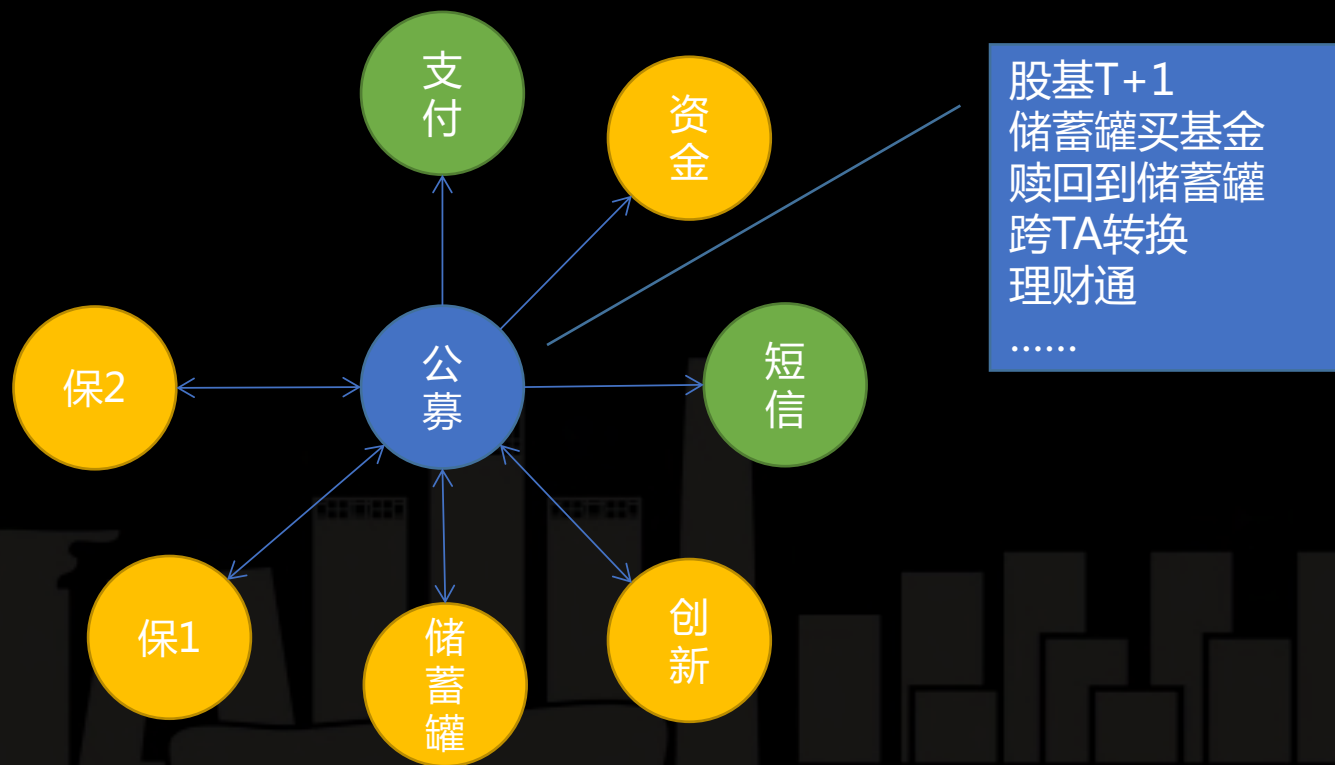 支付
资金
股基T+1
储蓄罐买基金
赎回到储蓄罐
跨TA转换
理财通
......
保2
公募
短信
保1
储蓄罐
创新